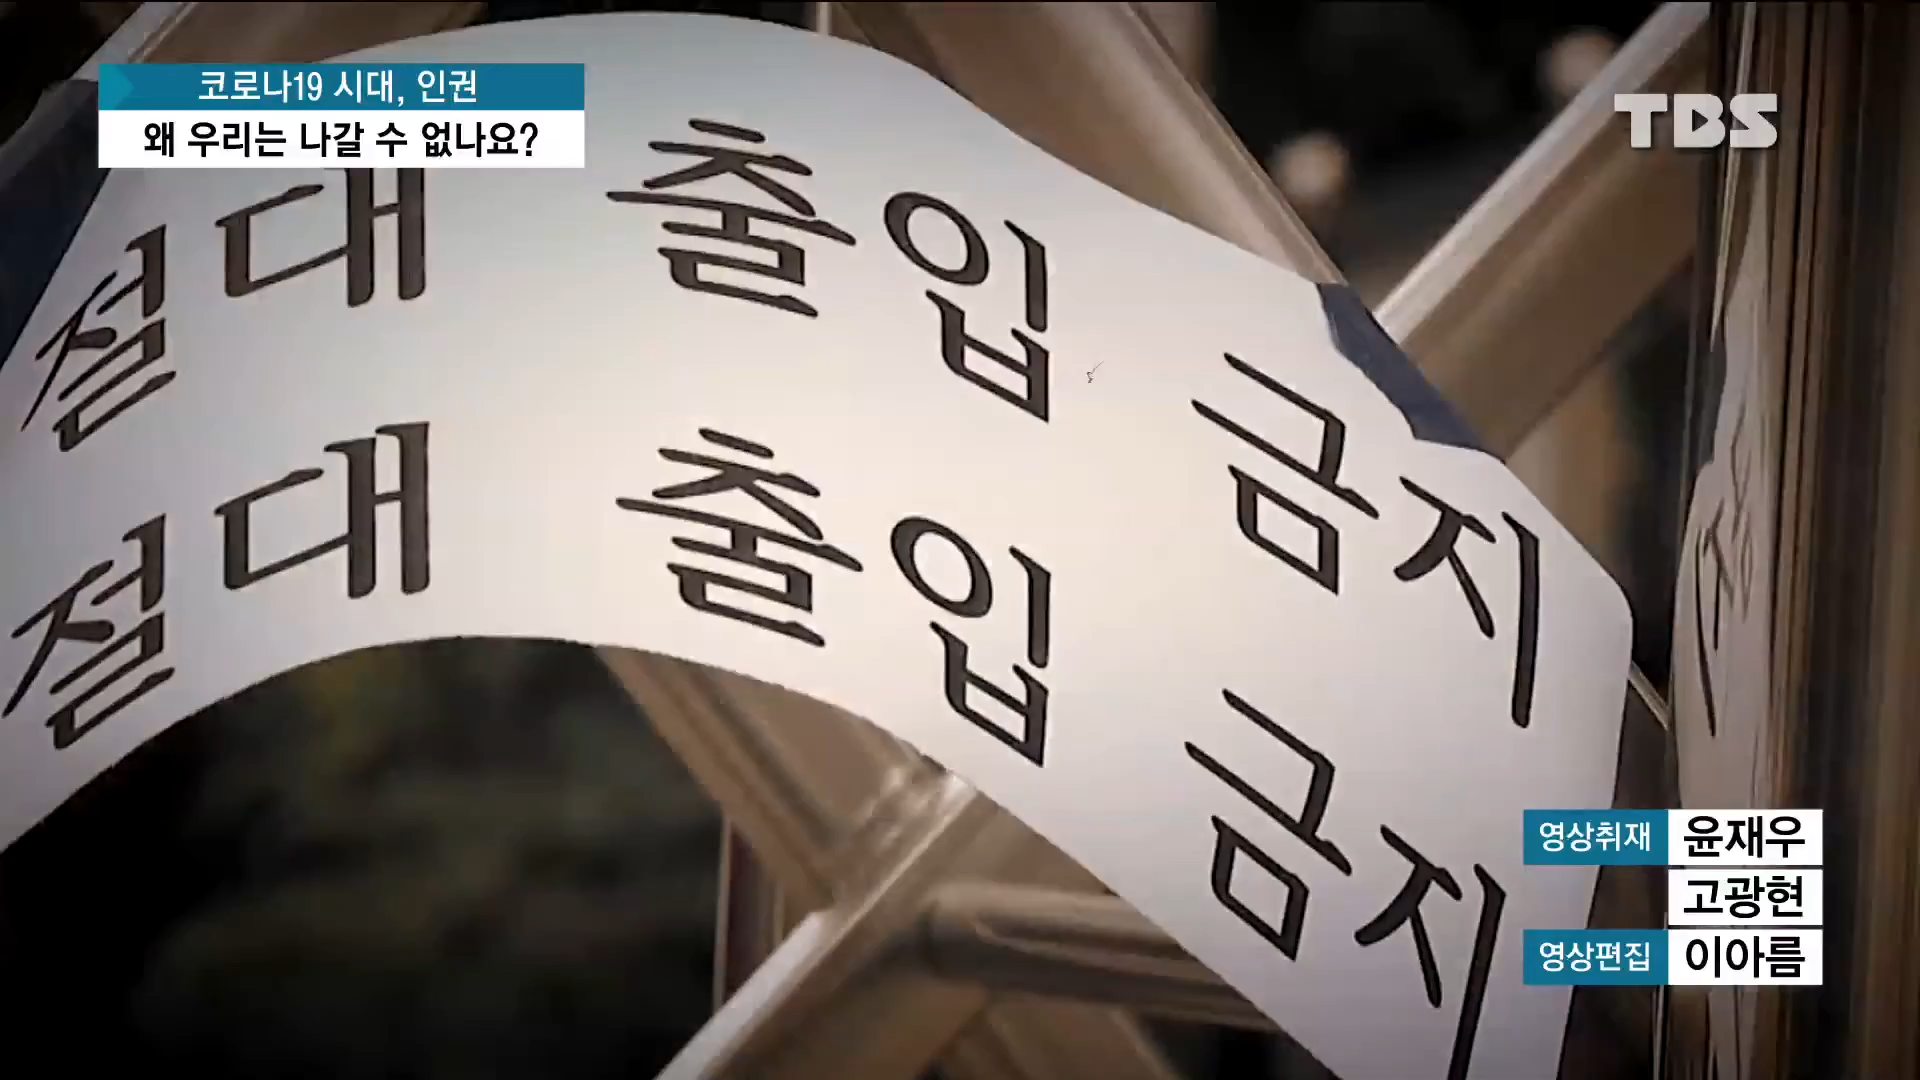 코로나19 시대, 인권
왜 우리는 나갈 수 없나요?
TBS
절대 출입 금지
절대 출입 금지
영상취재 윤재우
고광현
영상편집 이아름